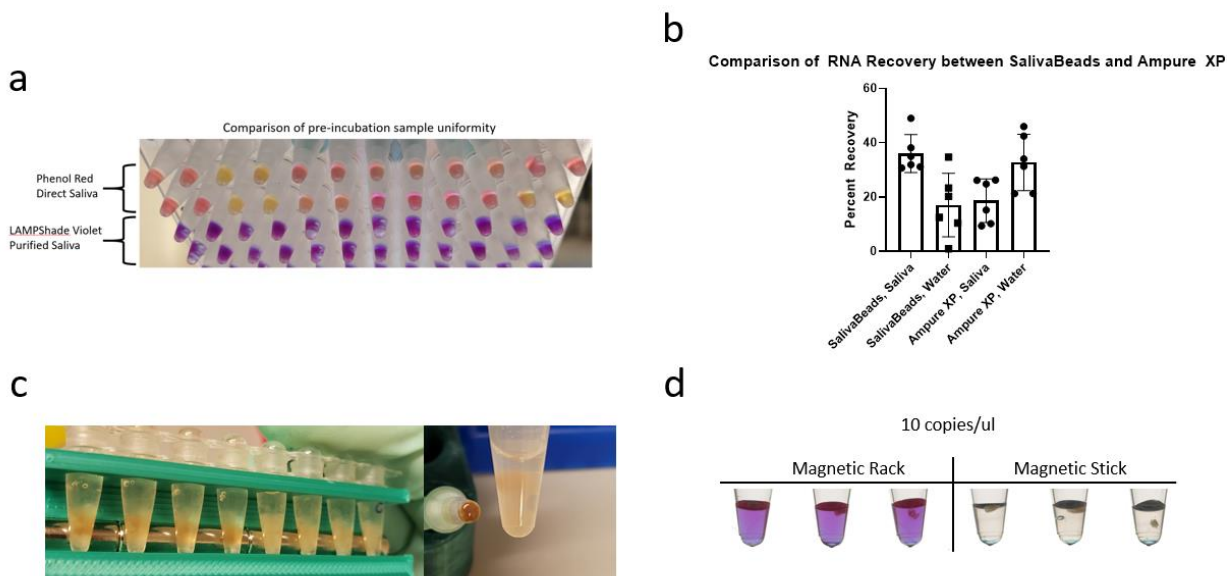 a
Comparison of pre-incubation sample uniformity
Phenol Red
Direct Saliva
LAMPShade Violet
Purified Saliva
b
Comparison of RNA Recovery between SalivaBeads and Ampure XP
Percent Recovery
60
40
20
0
SalivaBeads, Saliva
SalivaBeads, Water
Ampure XP, Saliva
Ampure XP, Water
c
d
10 copies/ul
Magnetic Rack
Magnetic Stick